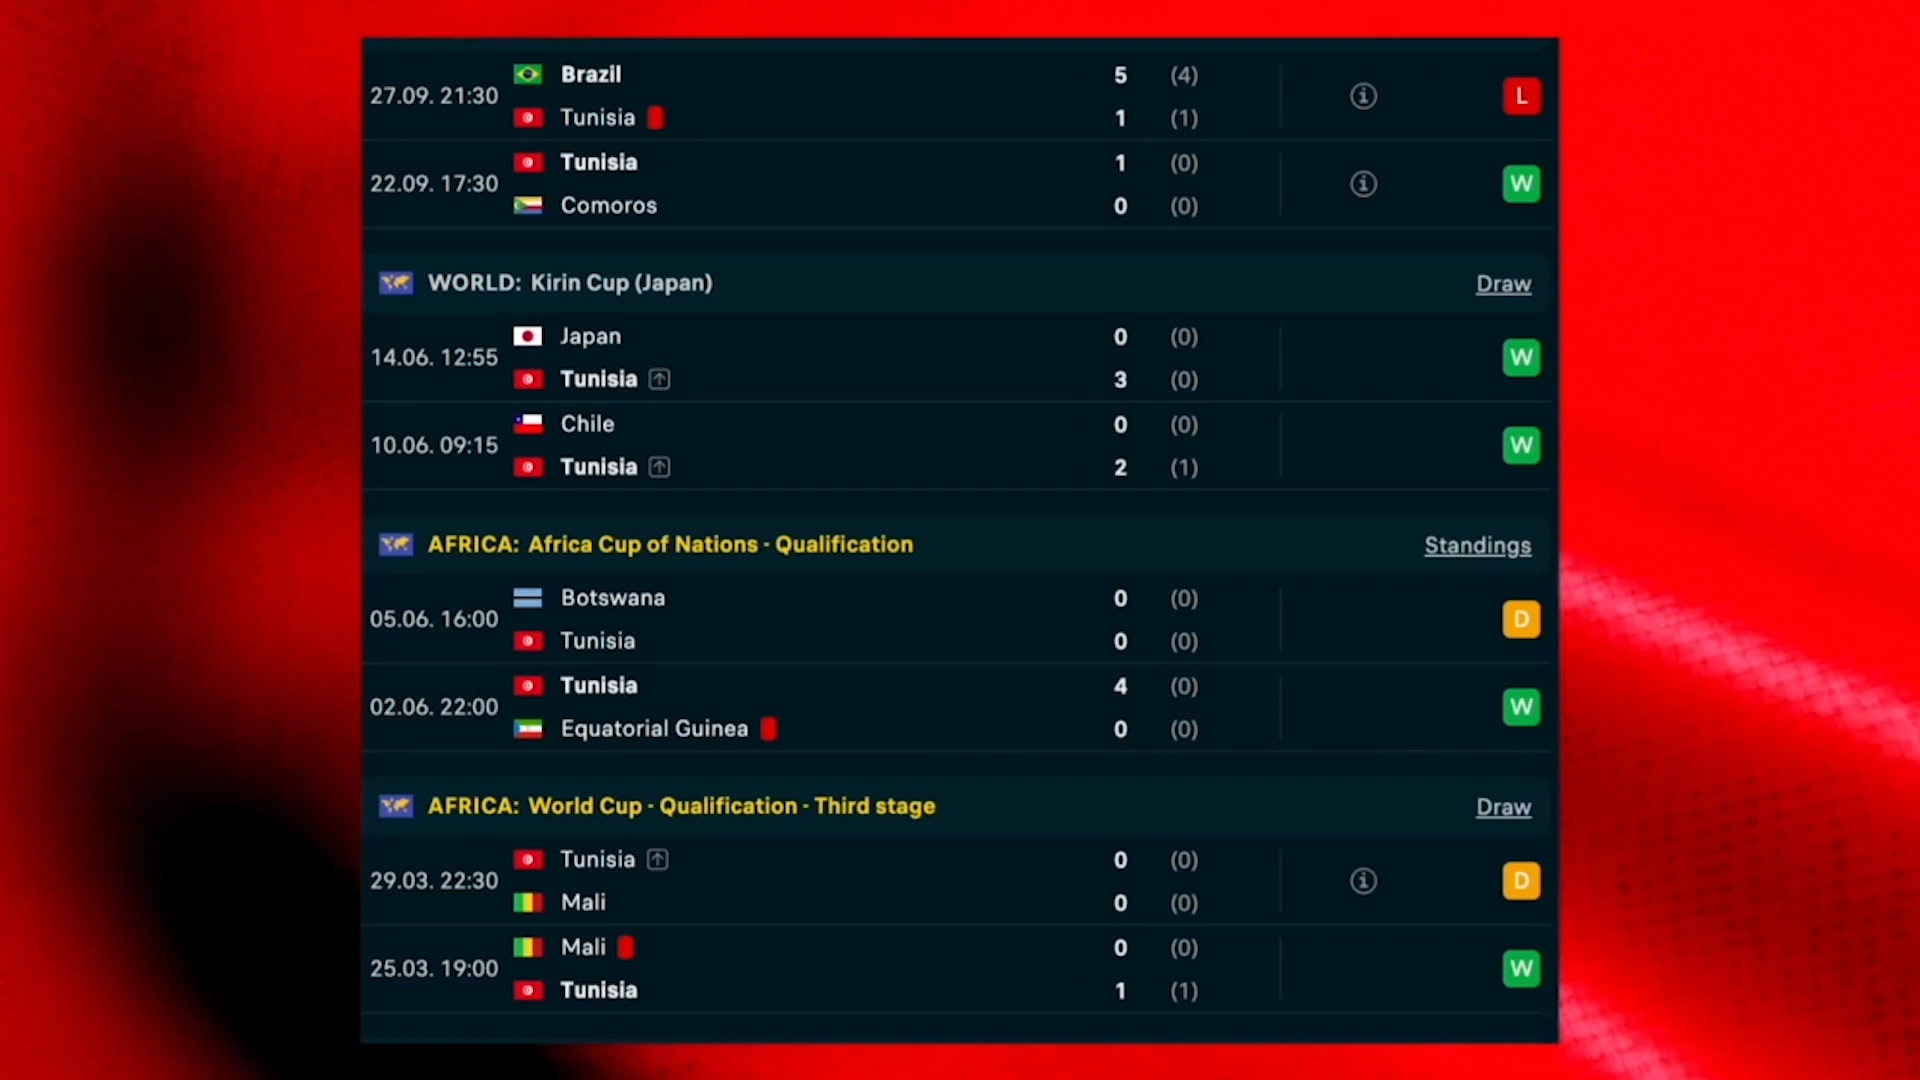 27.09. 21:30
Brazil 5 (4)
Tunisia 1 (1)
L
22.09. 17:30
Tunisia 1 (0)
Comoros 0 (0)
W
WORLD: Kirin Cup (Japan) Draw
14.06. 12:55
Japan 0 (0)
Tunisia 3 (0)
W
10.06. 09:15
Chile 0 (0)
Tunisia 2 (1)
W
AFRICA: Africa Cup of Nations - Qualification Standings
05.06. 16:00
Botswana 0 (0)
Tunisia 0 (0)
D
02.06. 22:00
Tunisia 4 (0)
Equatorial Guinea 0 (0)
W
AFRICA: World Cup - Qualification - Third stage Draw
29.03. 22:30
Tunisia 0 (0)
Mali 0 (0)
D
25.03. 19:00
Mali 0 (0)
Tunisia 1 (1)
W